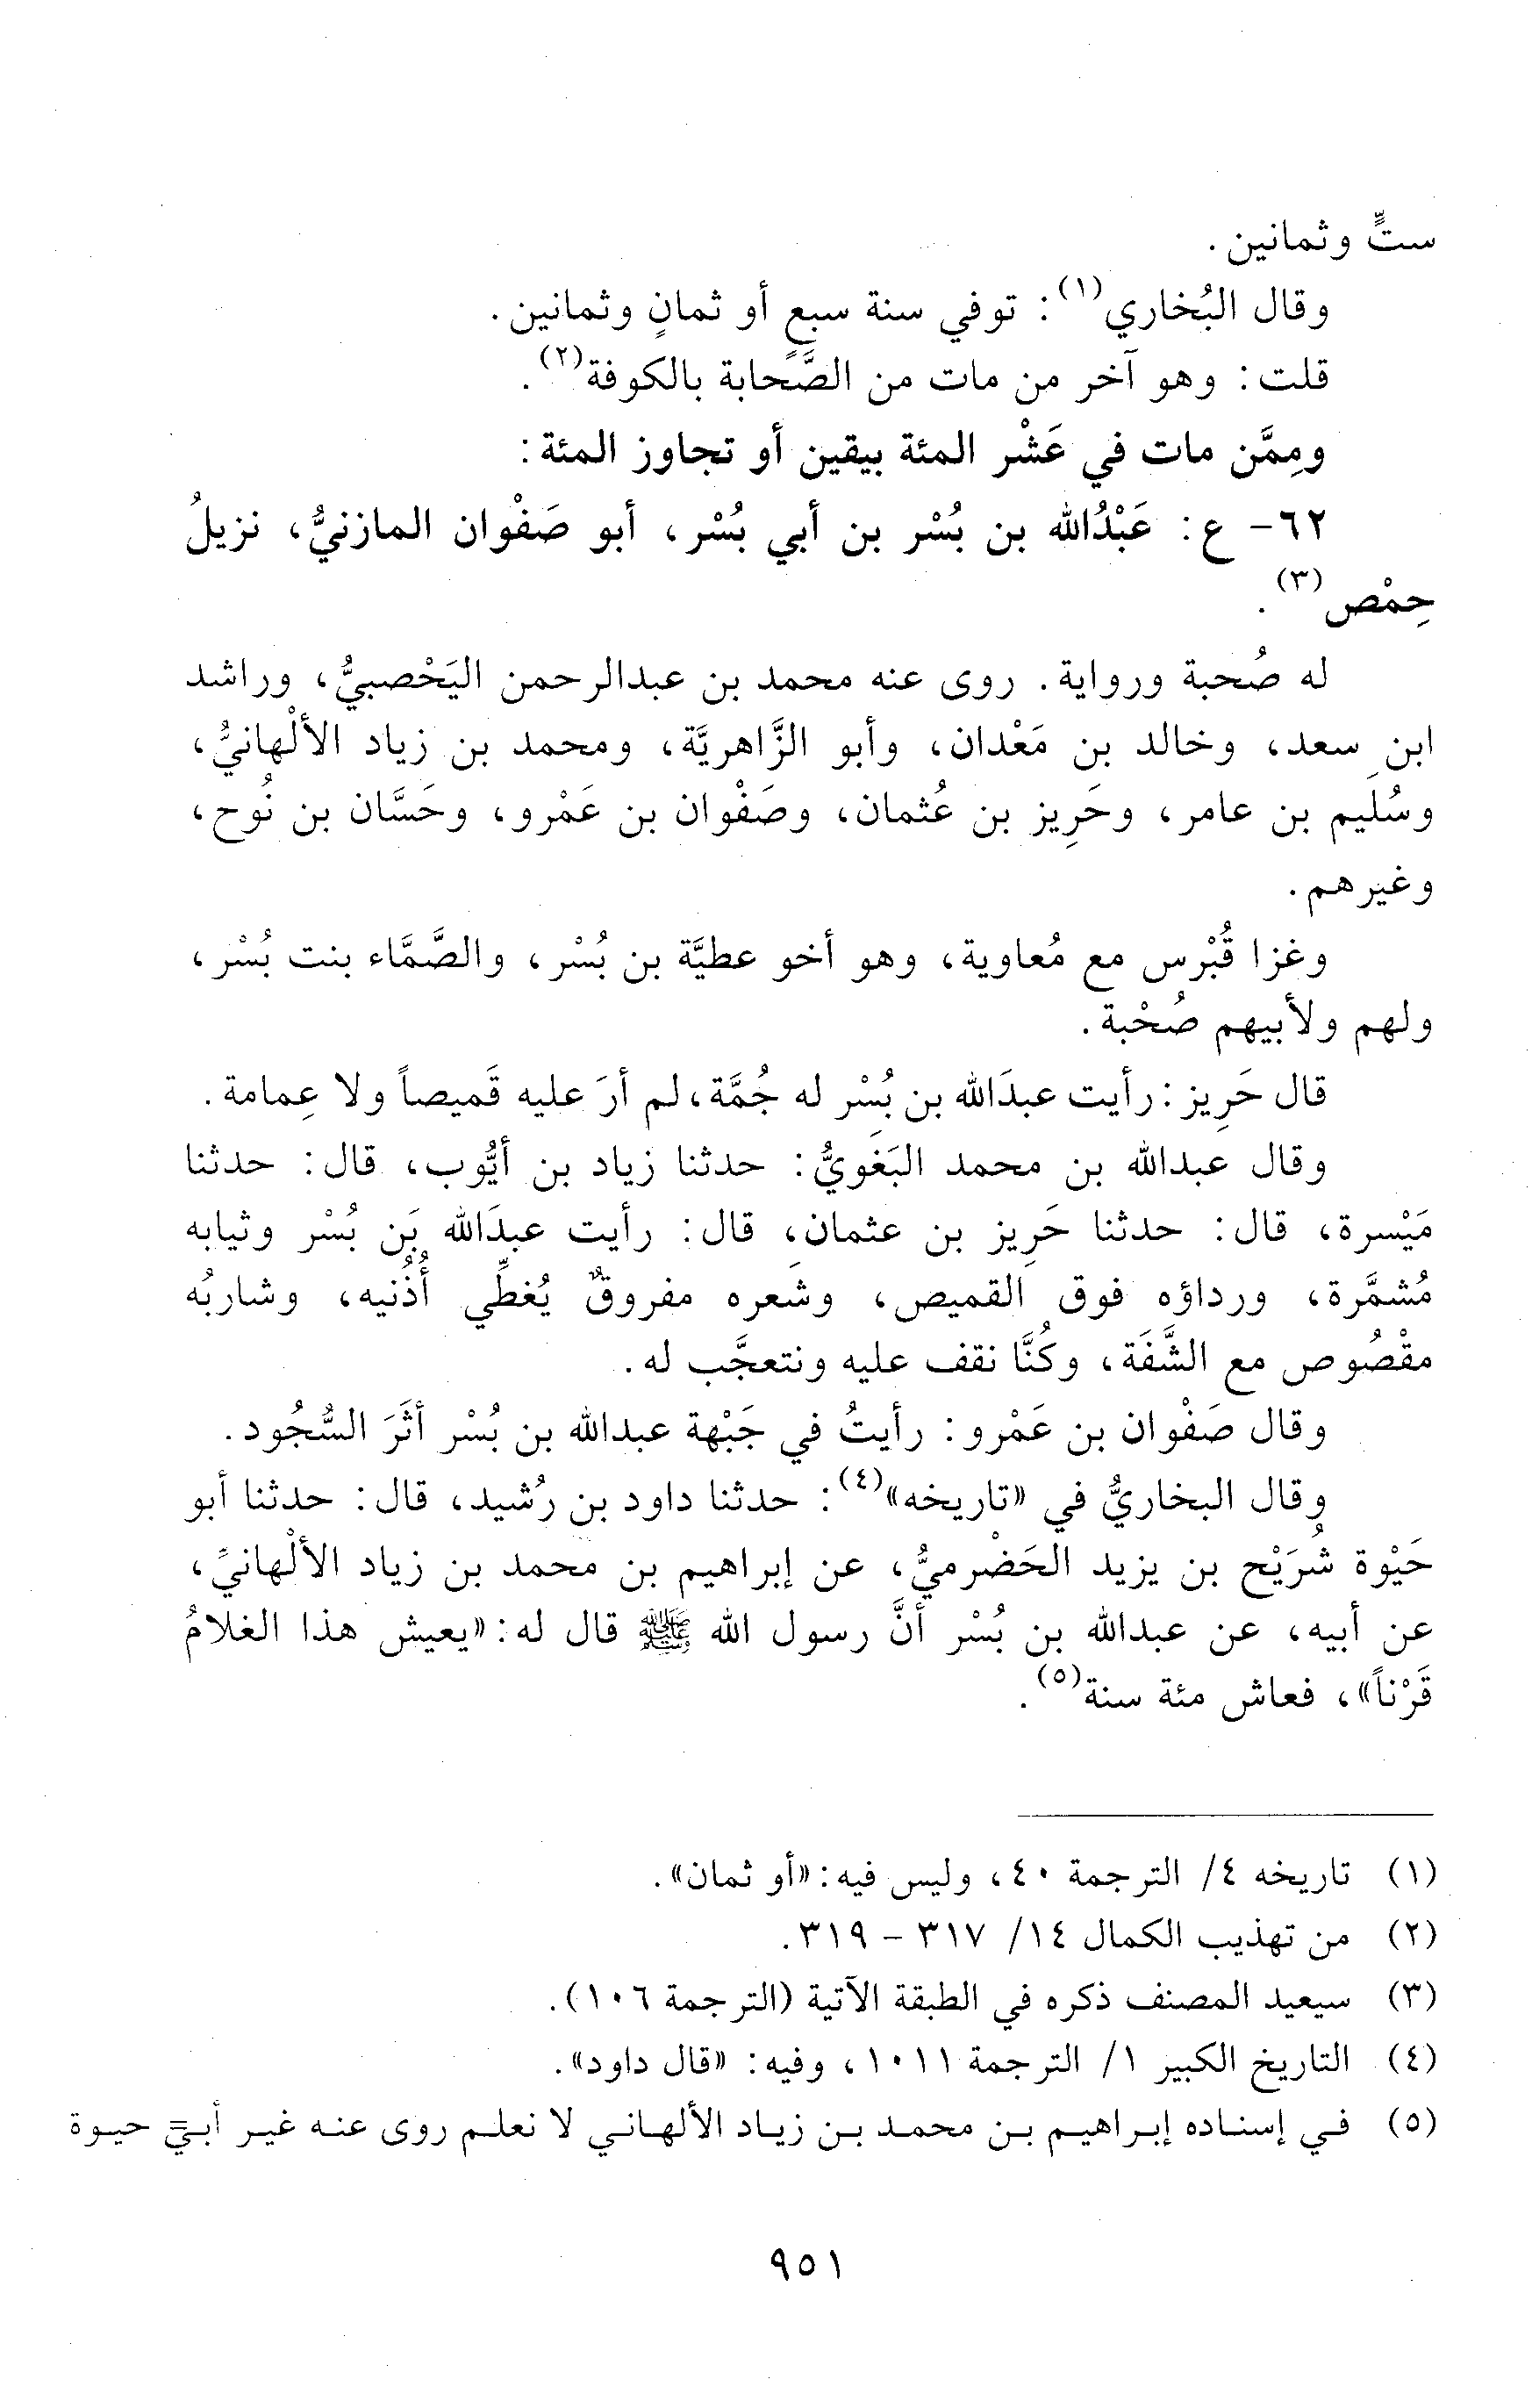 ستٍّ وثمانين.
وقال البُخاري(١): توفي سنة سبعٍ أو ثمانٍ وثمانين.
قلت: وهو آخر من مات من الصَّحابة بالكوفة(٢).
ومِمَّن مات في عَشْر المئة بيقين أو تجاوز المئة:
٦٢- ع: عَبْدُالله بن بُسْر بن أبي بُسْر، أبو صَفْوان المازنيُّ، نزيلُ
حِمْص(٣).
له صُحبة ورواية. روى عنه محمد بن عبدالرحمن اليَحْصبيُّ، وراشد
ابن سعد، وخالد بن مَعْدان، وأبو الزَّاهريَّة، ومحمد بن زياد الألْهانيُّ،
وسُلَيم بن عامر، وحَرِيز بن عُثمان، وصَفْوان بن عَمْرو، وحَسَّان بن نُوح،
وغيرهم.
وغزا قُبْرس مع مُعاوية، وهو أخو عطيَّة بن بُسْر، والصَّمَّاء بنت بُسْر،
ولهم ولأبيهم صُحْبة.
قال حَرِيز: رأيت عبدَالله بن بُسْر له جُمَّة، لم أرَ عليه قَميصاً ولا عِمامة.
وقال عبدالله بن محمد البَغَويُّ: حدثنا زياد بن أيُّوب، قال: حدثنا
مَيْسرة، قال: حدثنا حَرِيز بن عثمان، قال: رأيت عبدَالله بَن بُسْر وثيابه
مُشمَّرة، ورداؤه فوق القميص، وشَعره مفروقٌ يُغطِّي أُذُنيه، وشاربُه
مقْصُوص مع الشَّفَة، وكُنَّا نقف عليه ونتعجَّب له.
وقال صَفْوان بن عَمْرو: رأيتُ في جَبْهة عبدالله بن بُسْر أثَرَ السُّجُود.
وقال البخاريُّ في «تاريخه»(٤): حدثنا داود بن رُشيد، قال: حدثنا أبو
حَيْوة شُرَيْح بن يزيد الحَضْرميُّ، عن إبراهيم بن محمد بن زياد الألْهانيِّ،
عن أبيه، عن عبدالله بن بُسْر أنَّ رسول الله ﷺ قال له: «يعيش هذا الغلامُ
قَرْناً»، فعاش مئة سنة(٥).
(١) تاريخه ٤/ الترجمة ٤٠، وليس فيه: «أو ثمان».
(٢) من تهذيب الكمال ١٤/ ٣١٧ - ٣١٩.
(٣) سيعيد المصنف ذكره في الطبقة الآتية (الترجمة ١٠٦).
(٤) التاريخ الكبير ١/ الترجمة ١٠١١، وفيه: «قال داود».
(٥) في إسناده إبراهيم بن محمد بن زياد الألهاني لا نعلم روى عنه غير أبي حيوة =
٩٥١